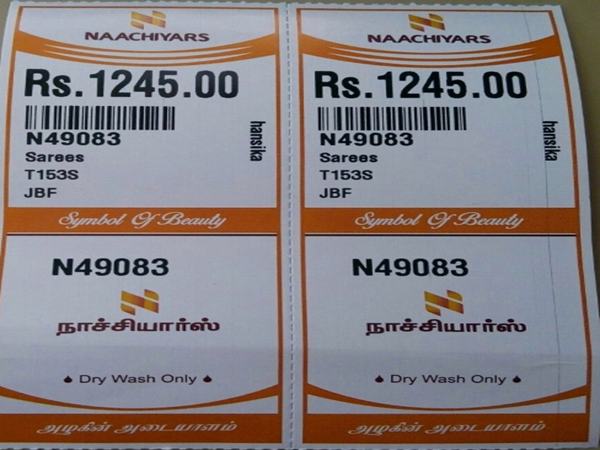 NAACHIYARS
Rs.1245.00
N49083
Sarees
T153S
JBF
hansika
Symbol Of Beauty
N49083
நாச்சியார்ஸ்
Dry Wash Only
அழகின் அடையாளம்
NAACHIYARS
Rs.1245.00
N49083
Sarees
T153S
JBF
hansika
Symbol Of Beauty
N49083
நாச்சியார்ஸ்
Dry Wash Only
அழகின் அடையாளம்